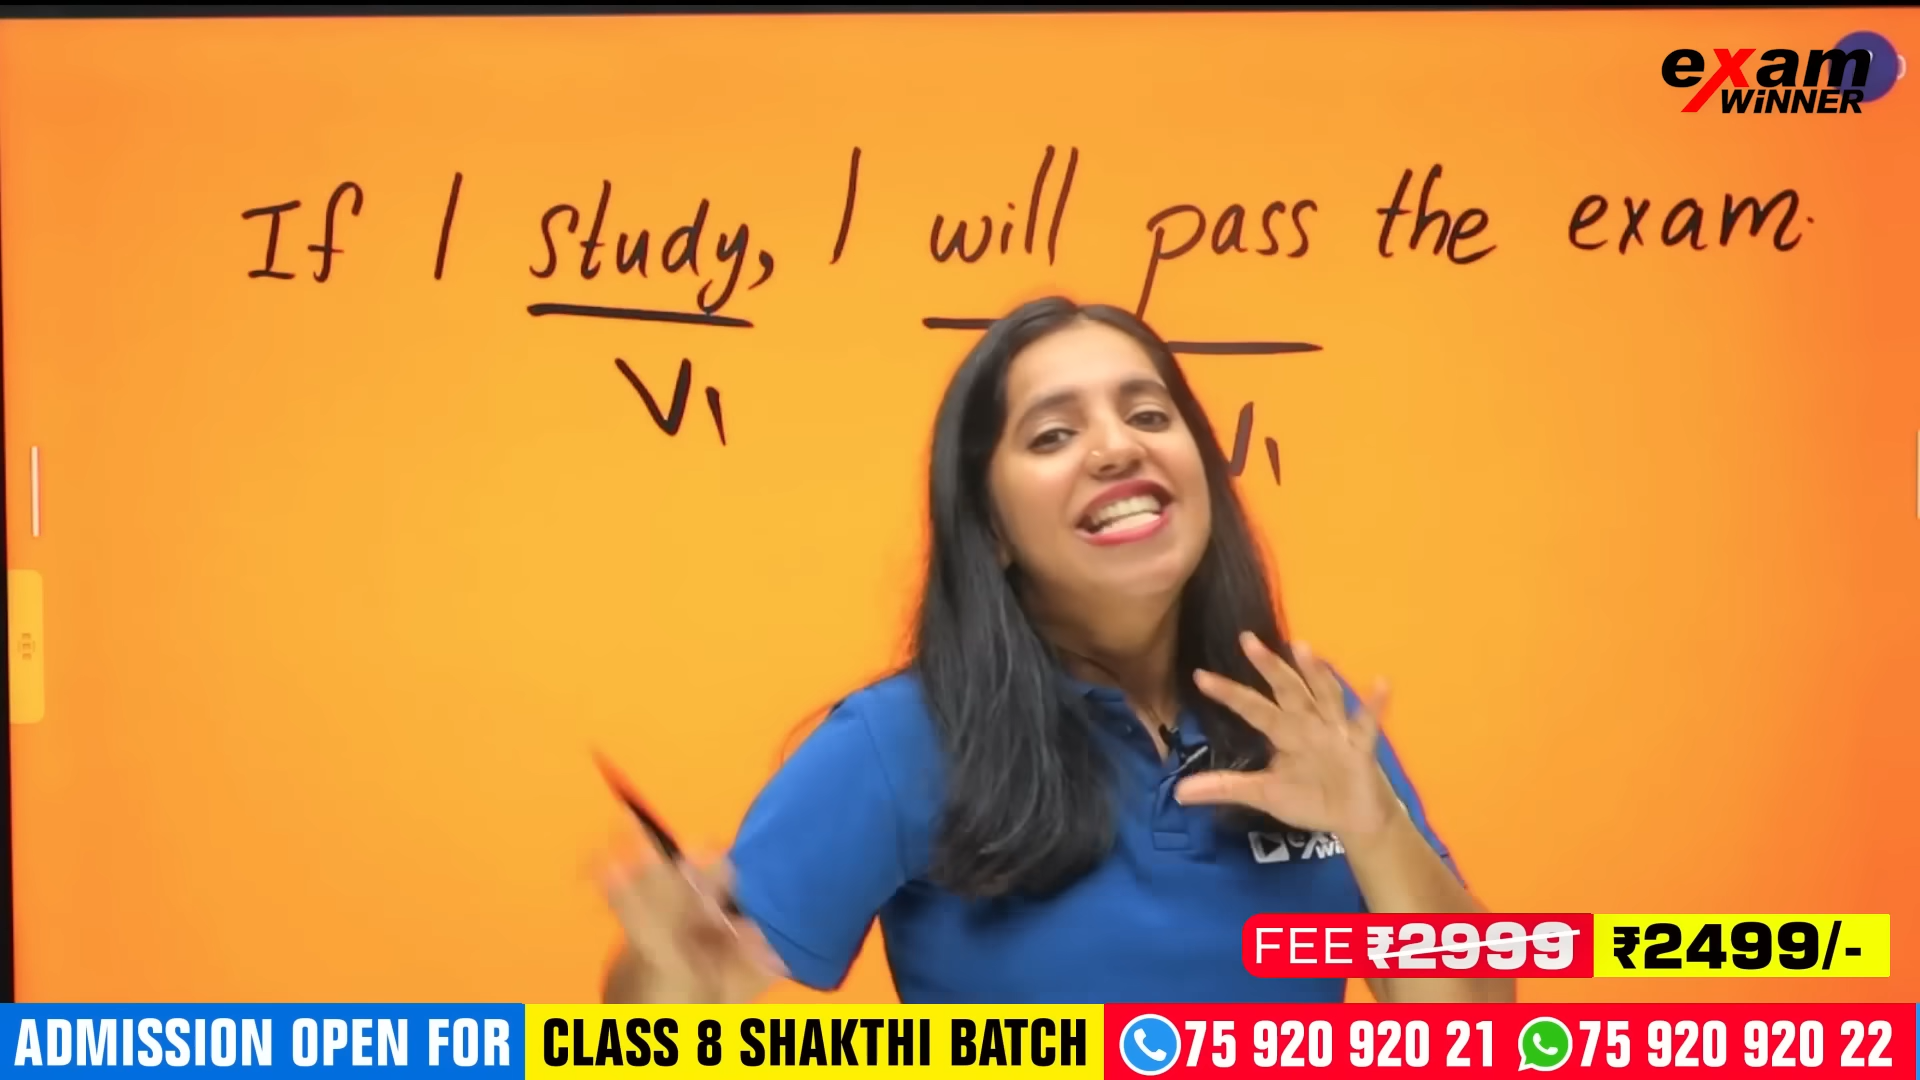 exam
WiNNER
If I study, I will pass the exam.
V1
V1
FEE ₹2999 ₹2499/-
ADMISSION OPEN FOR CLASS 8 SHAKTHI BATCH 75 920 920 21 75 920 920 22